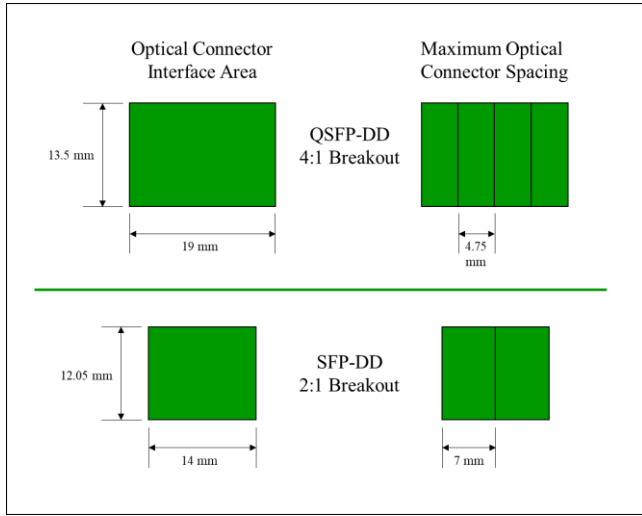 Optical Connector
Interface Area
Maximum Optical
Connector Spacing
13.5 mm
QSFP-DD
4:1 Breakout
19 mm
4.75
mm
12.05 mm
SFP-DD
2:1 Breakout
14 mm
7 mm